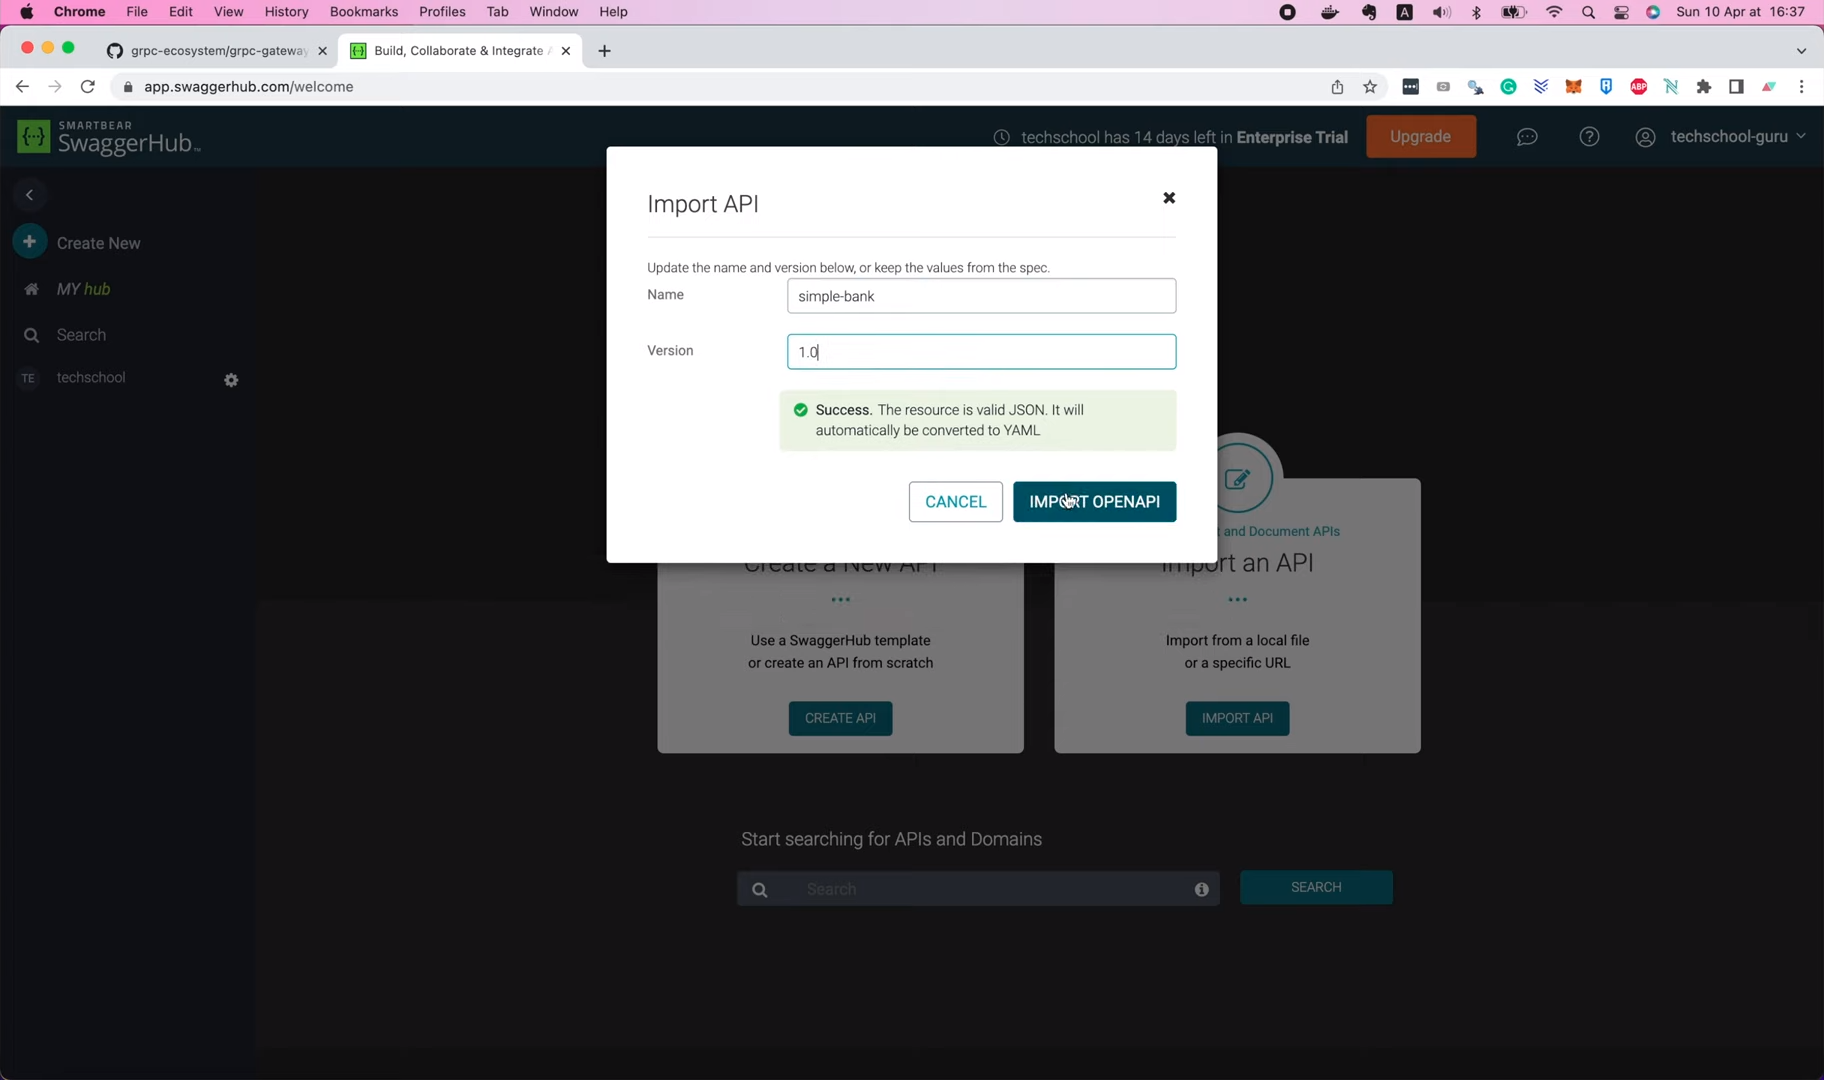 Chrome File Edit View History Bookmarks Profiles Tab Window Help
A
Sun 10 Apr at 16:37
grpc-ecosystem/grpc-gateway
Build, Collaborate & Integrate A
app.swaggerhub.com/welcome
ABP
SMARTBEAR
SwaggerHub™
techschool has 14 days left in Enterprise Trial
Upgrade
techschool-guru
Create New
MY hub
Search
TE techschool
Import API
Update the name and version below, or keep the values from the spec.
Name
simple-bank
Version
1.0
Success. The resource is valid JSON. It will
automatically be converted to YAML
CANCEL
IMPORT OPENAPI
Create a New API
...
Use a SwaggerHub template
or create an API from scratch
CREATE API
t and Document APIs
Import an API
...
Import from a local file
or a specific URL
IMPORT API
Start searching for APIs and Domains
Search
SEARCH